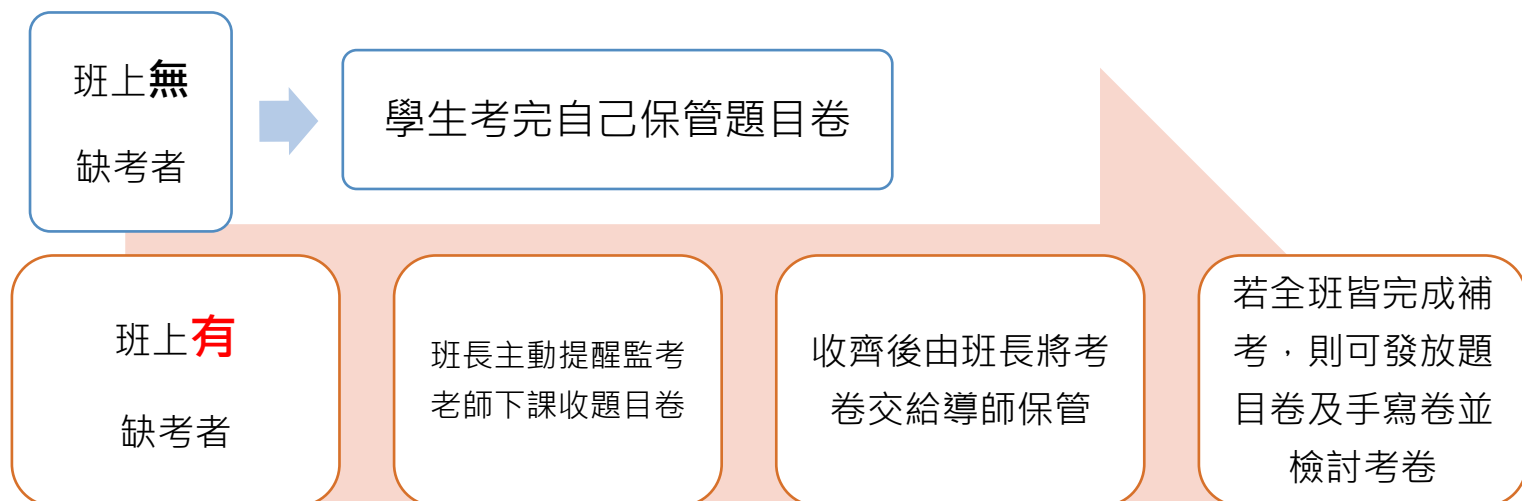 班上無
缺考者
學生考完自己保管題目卷
班上有
缺考者
班長主動提醒監考
老師下課收題目卷
收齊後由班長將考
卷交給導師保管
若全班皆完成補
考，則可發放題
目卷及手寫卷並
檢討考卷